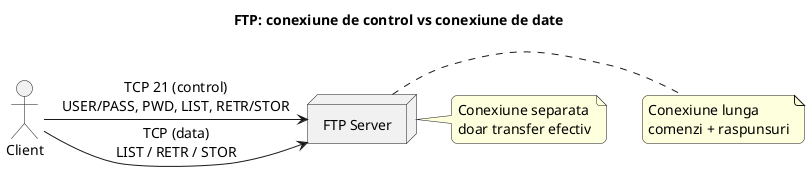 FTP: conexiune de control vs conexiune de date
TCP 21 (control)
USER/PASS, PWD, LIST, RETR/STOR
TCP (data)
LIST / RETR / STOR
Client
FTP Server
Conexiune separata
doar transfer efectiv
Conexiune lunga
comenzi + raspunsuri